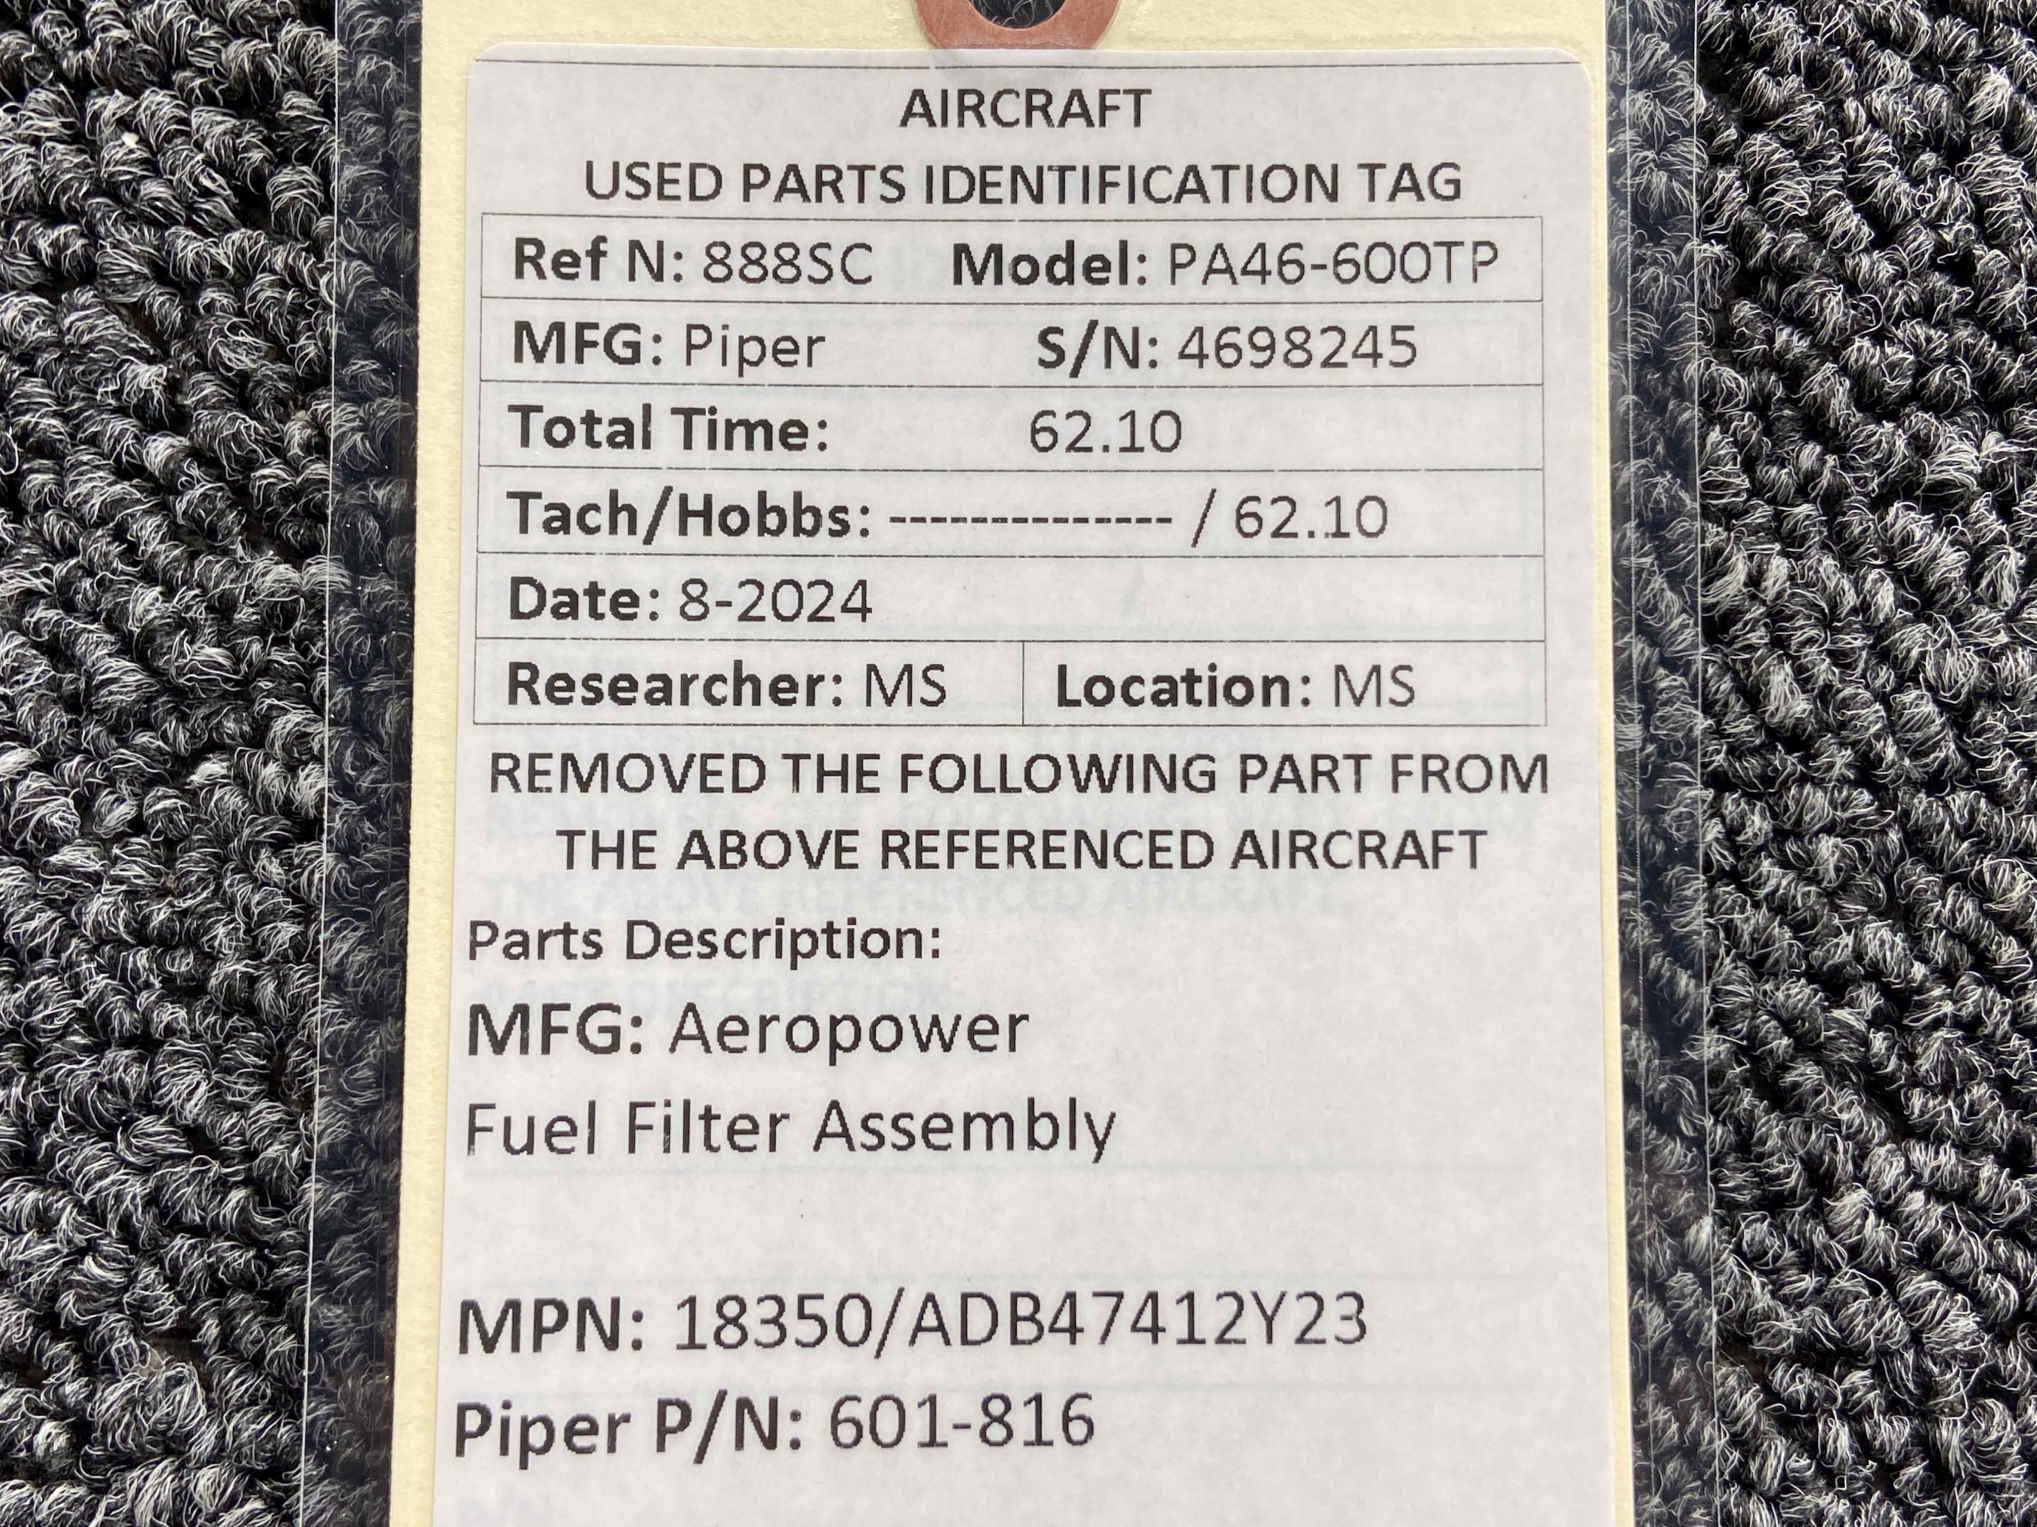 AIRCRAFT
USED PARTS IDENTIFICATION TAG
Ref N: 888SC Model: PA46-600TP
MFG: Piper S/N: 4698245
Total Time: 62.10
Tach/Hobbs: -------------- / 62.10
Date: 8-2024
Researcher: MS Location: MS
REMOVED THE FOLLOWING PART FROM
THE ABOVE REFERENCED AIRCRAFT
Parts Description:
MFG: Aeropower
Fuel Filter Assembly
MPN: 18350/ADB47412Y23
Piper P/N: 601-816